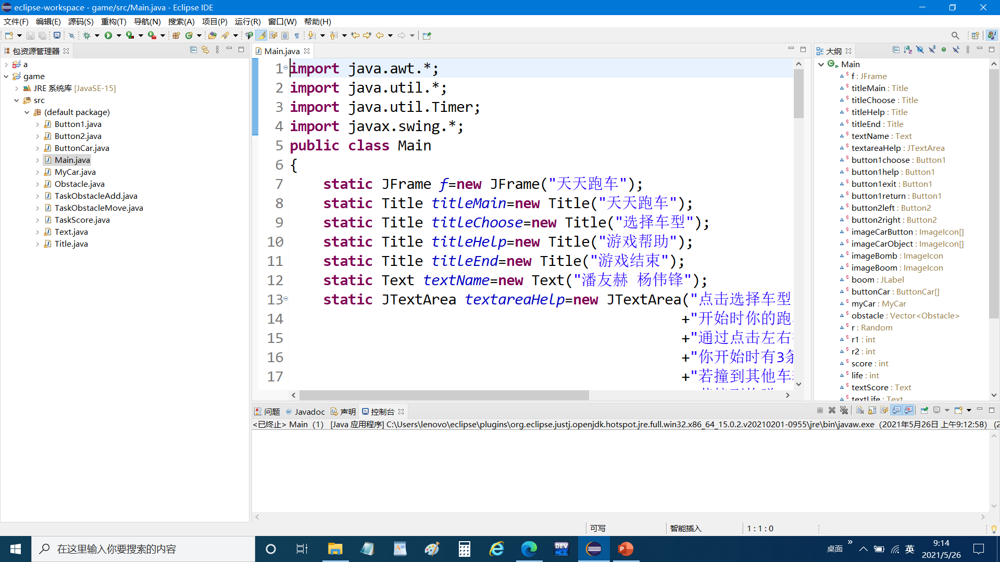 eclipse-workspace - game/src/Main.java - Eclipse IDE
文件(F) 编辑(E) 源码(S) 重构(T) 导航(N) 搜索(A) 项目(P) 运行(R) 窗口(W) 帮助(H)
包资源管理器
a
game
JRE 系统库 [JavaSE-15]
src
(default package)
Button1.java
Button2.java
ButtonCar.java
Main.java
MyCar.java
Obstacle.java
TaskObstacleAdd.java
TaskObstacleMove.java
TaskScore.java
Text.java
Title.java
Main.java
1 import java.awt.*;
2 import java.util.*;
3 import java.util.Timer;
4 import javax.swing.*;
5 public class Main
6 {
7 static JFrame f=new JFrame("天天跑车");
8 static Title titleMain=new Title("天天跑车");
9 static Title titleChoose=new Title("选择车型");
10 static Title titleHelp=new Title("游戏帮助");
11 static Title titleEnd=new Title("游戏结束");
12 static Text textName=new Text("潘友赫 杨伟锋");
13 static JTextArea textareaHelp=new JTextArea("点击选择车型
14 +"开始时你的跑
15 +"通过点击左右
16 +"你开始时有3条
17 +"若撞到其他车
大纲
Main
f : JFrame
titleMain : Title
titleChoose : Title
titleHelp : Title
titleEnd : Title
textName : Text
textareaHelp : JTextArea
button1choose : Button1
button1help : Button1
button1exit : Button1
button1return : Button1
button2left : Button2
button2right : Button2
imageCarButton : ImageIcon[]
imageCarObject : ImageIcon[]
imageBomb : ImageIcon
imageBoom : ImageIcon
boom : JLabel
buttonCar : ButtonCar[]
myCar : MyCar
obstacle : Vector<Obstacle>
r : Random
r1 : int
r2 : int
score : int
life : int
textScore : Text
textLife : Text
问题 @ Javadoc 声明 控制台
<已终止> Main (1) [Java 应用程序] C:\Users\lenovo\eclipse\plugins\org.eclipse.justj.openjdk.hotspot.jre.full.win32.x86_64_15.0.2.v20210201-0955\jre\bin\javaw.exe (2021年5月26日 上午9:12:58) (2
可写 智能插入 1 : 1 : 0
在这里输入你要搜索的内容
DEV C++
桌面 » 英 9:14
2021/5/26